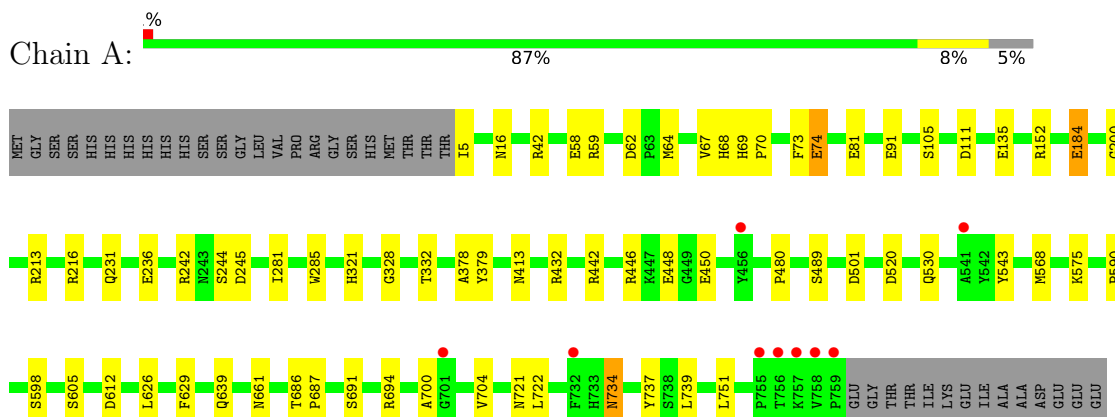 %
Chain A:
87% 8% 5%
MET GLY SER SER HIS HIS HIS HIS HIS HIS SER SER GLY LEU VAL PRO ARG GLY SER HIS MET THR THR THR I5 N16 R42 E58 R59 D62 P63 M64 V67 H68 H69 P70 F73 E74 E81 E91 S105 D111 E135 R152 E184
R213 R216 Q231 E236 R242 N243 S244 D245 I281 W285 H321 G328 T332 A378 Y379 N413 R432 R442 R446 K447 E448 G449 E450 Y456 P480 S489 D501 D520 Q530 A541 Y542 Y543 M568 K575
S598 S605 D612 L626 F629 Q639 N661 T686 P687 S691 R694 A700 G701 V704 N721 L722 F732 H733 N734 Y737 S738 L739 L751 P755 T756 K757 V758 P759 GLU GLY THR THR ILE LYS GLU ILE ALA ALA ASP GLU GLU GLU